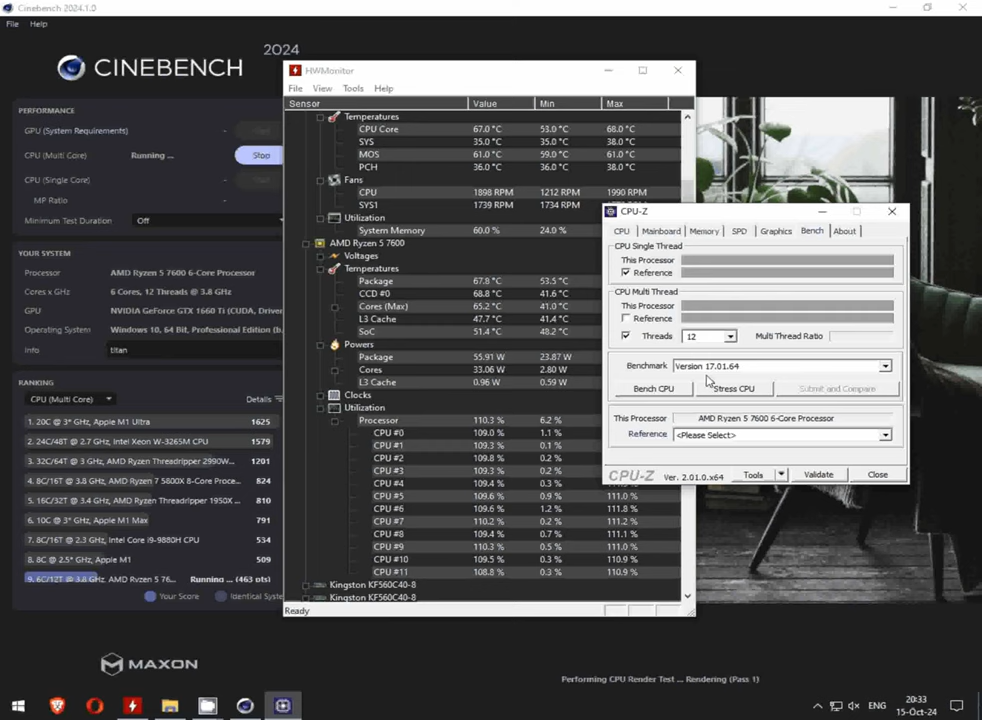 Cinebench 2024.1.0
File Help
2024
CINEBENCH
PERFORMANCE
GPU (System Requirements) -
CPU (Multi Core) Running ... Stop
CPU (Single Core) -
MP Ratio -
Minimum Test Duration Off
YOUR SYSTEM
Processor AMD Ryzen 5 7600 6-Core Processor
Cores x GHz 6 Cores, 12 Threads @ 3.8 GHz
GPU NVIDIA GeForce GTX 1660 Ti (CUDA, Driver
Operating System Windows 10, 64 Bit, Professional Edition (b
Info titan
RANKING
CPU (Multi Core) Details
1. 20C @ 3* GHz, Apple M1 Ultra 1625
2. 24C/48T @ 2.7 GHz, Intel Xeon W-3265M CPU 1579
3. 32C/64T @ 3 GHz, AMD Ryzen Threadripper 2990W... 1201
4. 8C/16T @ 3.8 GHz, AMD Ryzen 7 5800X 8-Core Proce... 824
5. 16C/32T @ 3.4 GHz, AMD Ryzen Threadripper 1950X ... 810
6. 10C @ 3* GHz, Apple M1 Max 791
7. 8C/16T @ 2.3 GHz, Intel Core i9-9880H CPU 534
8. 8C @ 2.5* GHz, Apple M1 509
9. 6C/12T @ 3.8 GHz, AMD Ryzen 5 76... Running ... (463 pts)
Your Score Identical Syste
MAXON
Performing CPU Render Test ... Rendering (Pass 1)
HWMonitor
File View Tools Help
Sensor Value Min Max
Temperatures
CPU Core 67.0 °C 53.0 °C 68.0 °C
SYS 35.0 °C 35.0 °C 38.0 °C
MOS 61.0 °C 59.0 °C 61.0 °C
PCH 36.0 °C 36.0 °C 38.0 °C
Fans
CPU 1898 RPM 1212 RPM 1990 RPM
SYS1 1739 RPM 1734 RPM
Utilization
System Memory 60.0 % 24.0 %
AMD Ryzen 5 7600
Voltages
Temperatures
Package 67.8 °C 53.5 °C
CCD #0 68.8 °C 41.6 °C
Cores (Max) 65.2 °C 41.0 °C
L3 Cache 47.7 °C 41.4 °C
SoC 51.4 °C 48.2 °C
Powers
Package 55.91 W 23.87 W
Cores 33.06 W 2.80 W
L3 Cache 0.96 W 0.59 W
Clocks
Utilization
Processor 110.3 % 6.2 %
CPU #0 109.0 % 1.1 %
CPU #1 109.3 % 0.1 %
CPU #2 109.3 % 0.2 %
CPU #3 109.3 % 0.2 %
CPU #4 109.4 % 0.3 %
CPU #5 109.6 % 0.9 % 111.0 %
CPU #6 109.6 % 1.2 % 111.8 %
CPU #7 110.2 % 0.2 % 111.2 %
CPU #8 109.4 % 0.7 % 111.1 %
CPU #9 110.3 % 0.5 % 111.0 %
CPU #10 109.5 % 0.3 % 110.9 %
CPU #11 108.8 % 0.3 % 110.9 %
Kingston KF560C40-8
Kingston KF560C40-8
Ready
CPU-Z
CPU Mainboard Memory SPD Graphics Bench About
CPU Single Thread
This Processor
Reference
CPU Multi Thread
This Processor
Reference
Threads 12 Multi Thread Ratio
Benchmark Version 17.01.64
Bench CPU Stress CPU Submit and Compare
This Processor AMD Ryzen 5 7600 6-Core Processor
Reference <Please Select>
CPU-Z Ver. 2.01.0.x64 Tools Validate Close
ENG
20:33
15-Oct-24